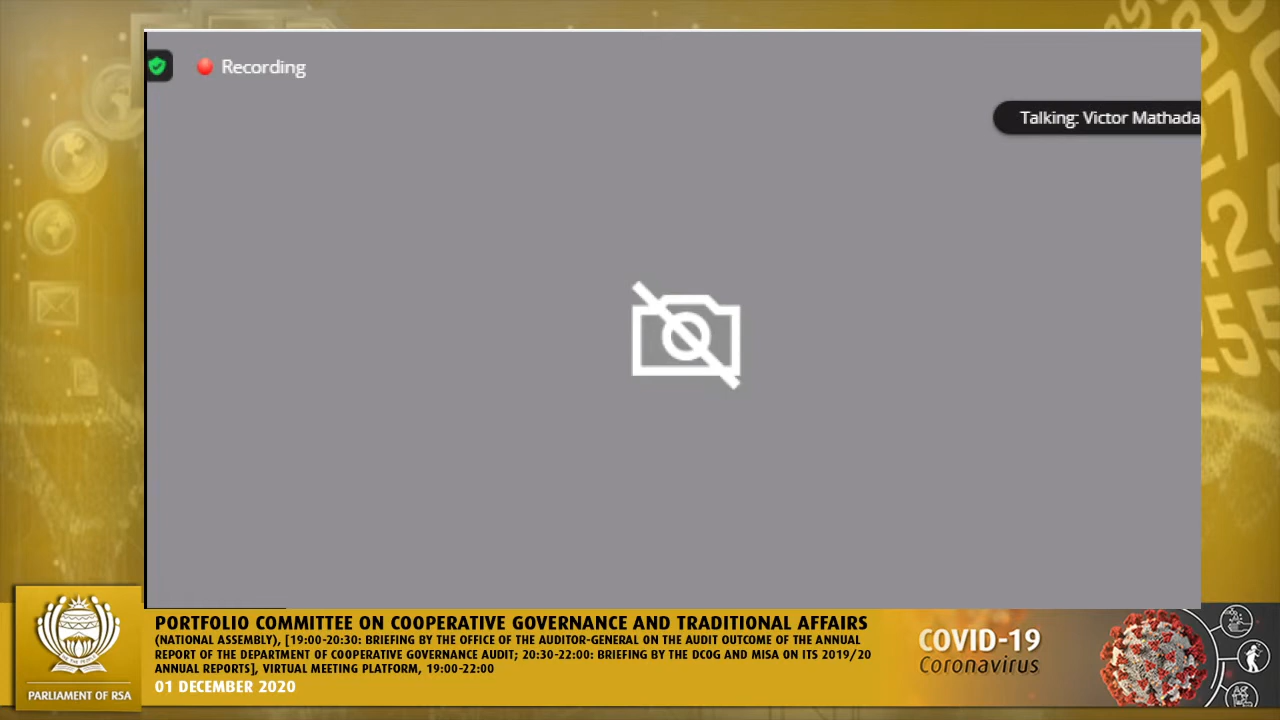 Recording
Talking: Victor Mathada
PORTFOLIO COMMITTEE ON COOPERATIVE GOVERNANCE AND TRADITIONAL AFFAIRS
(NATIONAL ASSEMBLY), [19:00-20:30: BRIEFING BY THE OFFICE OF THE AUDITOR-GENERAL ON THE AUDIT OUTCOME OF THE ANNUAL
REPORT OF THE DEPARTMENT OF COOPERATIVE GOVERNANCE AUDIT; 20:30-22:00: BRIEFING BY THE DCOG AND MISA ON ITS 2019/20
ANNUAL REPORTS], VIRTUAL MEETING PLATFORM, 19:00-22:00
01 DECEMBER 2020
PARLIAMENT OF RSA
COVID-19
Coronavirus